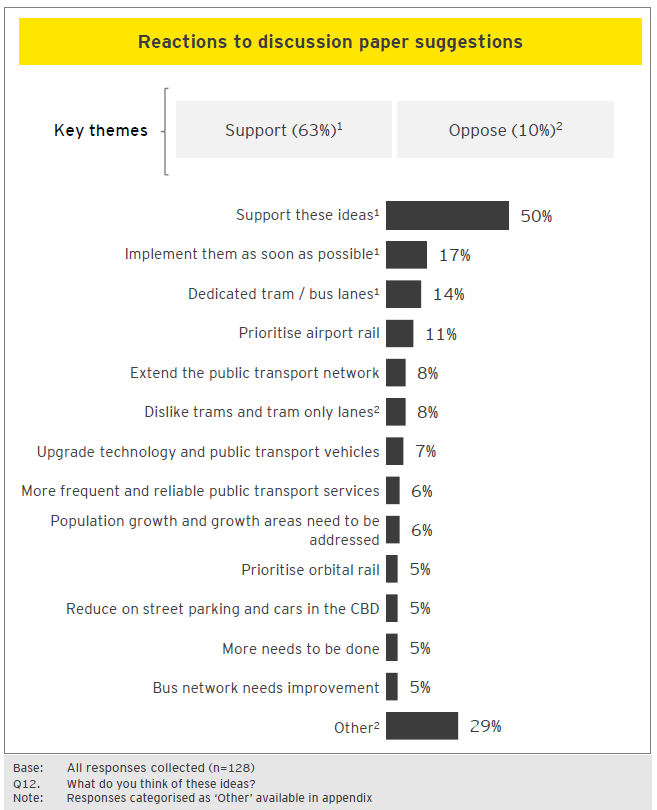 Reactions to discussion paper suggestions
Key themes
Support (63%)¹
Oppose (10%)²
Support these ideas¹ 50%
Implement them as soon as possible¹ 17%
Dedicated tram / bus lanes¹ 14%
Prioritise airport rail 11%
Extend the public transport network 8%
Dislike trams and tram only lanes² 8%
Upgrade technology and public transport vehicles 7%
More frequent and reliable public transport services 6%
Population growth and growth areas need to be
addressed 6%
Prioritise orbital rail 5%
Reduce on street parking and cars in the CBD 5%
More needs to be done 5%
Bus network needs improvement 5%
Other² 29%
Base: All responses collected (n=128)
Q12. What do you think of these ideas?
Note: Responses categorised as ‘Other’ available in appendix